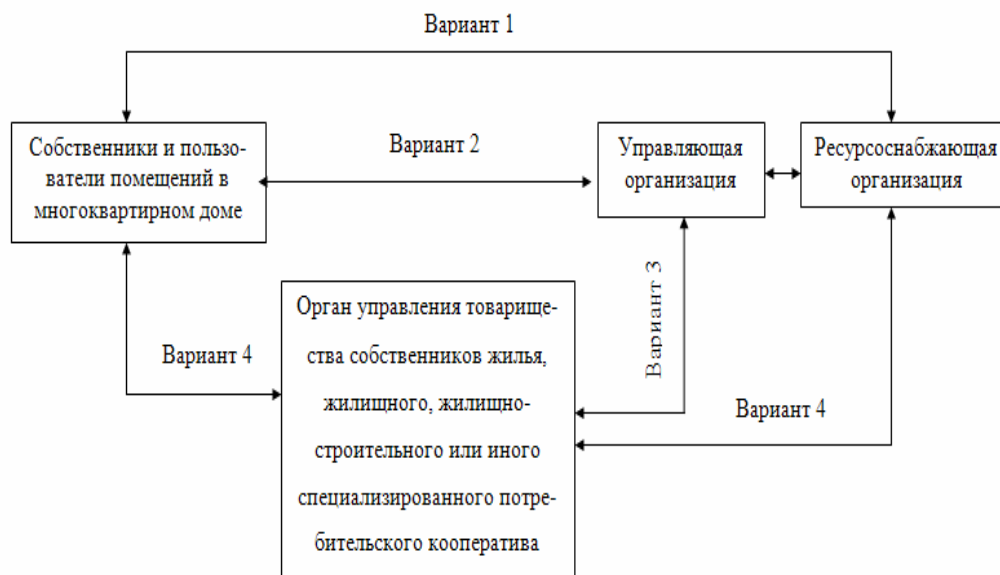 Вариант 1
Собственники и пользо-
ватели помещений в
многоквартирном доме
Вариант 2
Управляющая
организация
Ресурсоснабжающая
организация
Вариант 3
Вариант 4
Орган управления товарище-
ства собственников жилья,
жилищного, жилищно-
строительного или иного
специализированного потре-
бительского кооператива
Вариант 4